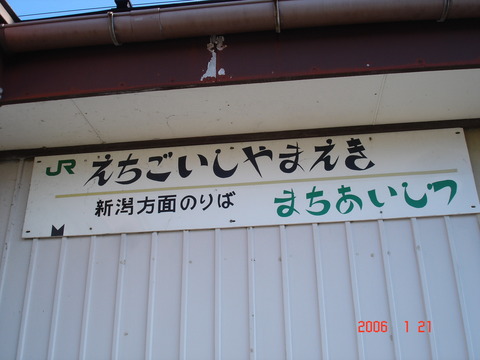 JR えちごいしやまえき
新潟方面のりば
まちあいしつ
2006 1 21